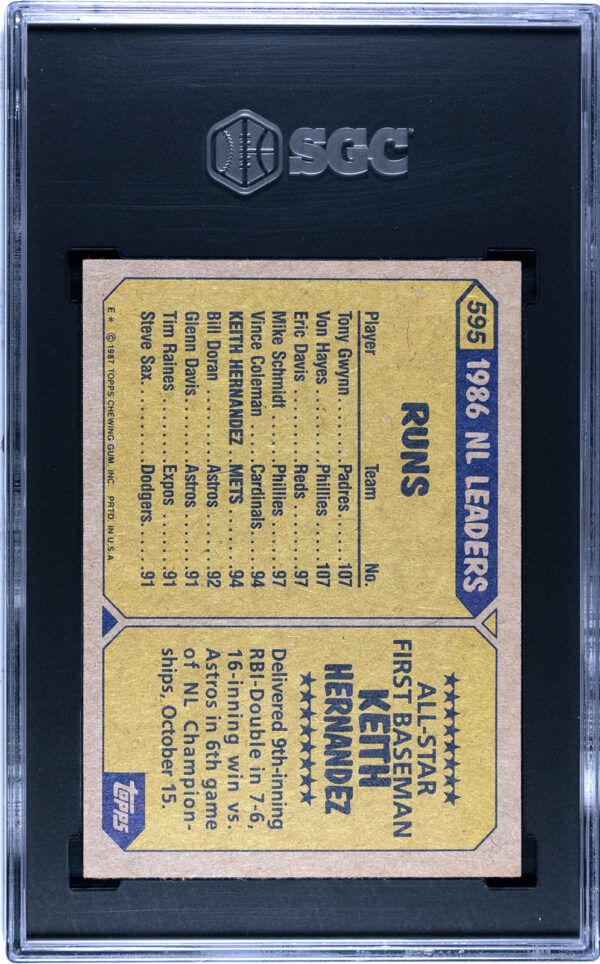 SGC
595 1986 NL LEADERS
RUNS
Player Team No.
Tony Gwynn.......Padres....107
Von Hayes.......Phillies.....107
Eric Davis.......Reds.......97
Mike Schmidt.....Phillies.....97
Vince Coleman....Cardinals....94
KEITH HERNANDEZ..METS.....94
Bill Doran.......Astros.....92
Glenn Davis......Astros.....91
Tim Raines.......Expos......91
Steve Sax........Dodgers....91
E* © 1987 TOPPS CHEWING GUM, INC. PRTD. IN U.S.A.
ALL-STAR
FIRST BASEMAN
KEITH
HERNANDEZ
Delivered 9th-inning
RBI-Double in 7-6,
16-inning win vs.
Astros in 6th game
of NL Champion-
ships, October 15.
topps